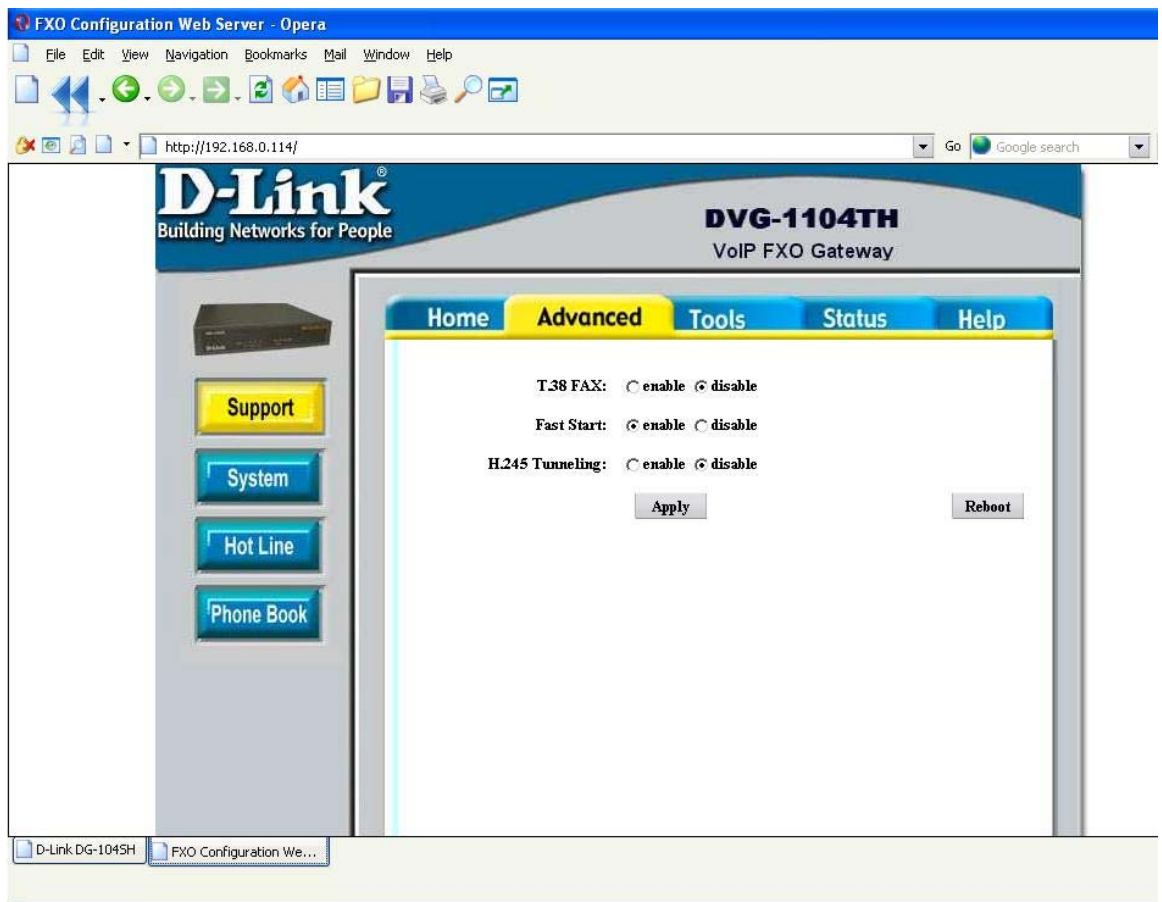 FXO Configuration Web Server - Opera
File Edit View Navigation Bookmarks Mail Window Help
http://192.168.0.114/ Go Google search
D-Link®
Building Networks for People
DVG-1104TH
VoIP FXO Gateway
Home Advanced Tools Status Help
Support
System
Hot Line
Phone Book
T.38 FAX: enable disable
Fast Start: enable disable
H.245 Tunneling: enable disable
Apply Reboot
D-Link DG-104SH FXO Configuration We...